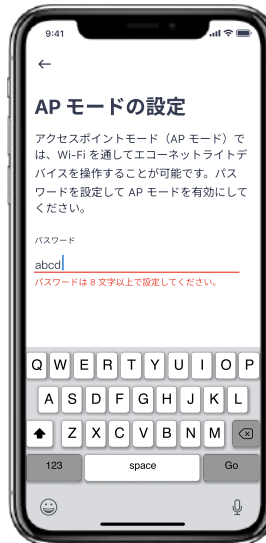 9:41
AP モードの設定
アクセスポイントモード（AP モード）で
は、Wi-Fi を通してエコーネットライトデ
バイスを操作することが可能です。パス
ワードを設定して AP モードを有効にして
ください。
パスワード
abcd
パスワードは 8 文字以上で設定してください。
Q W E R T Y U I O P
A S D F G H J K L
Z X C V B N M
123 space Go